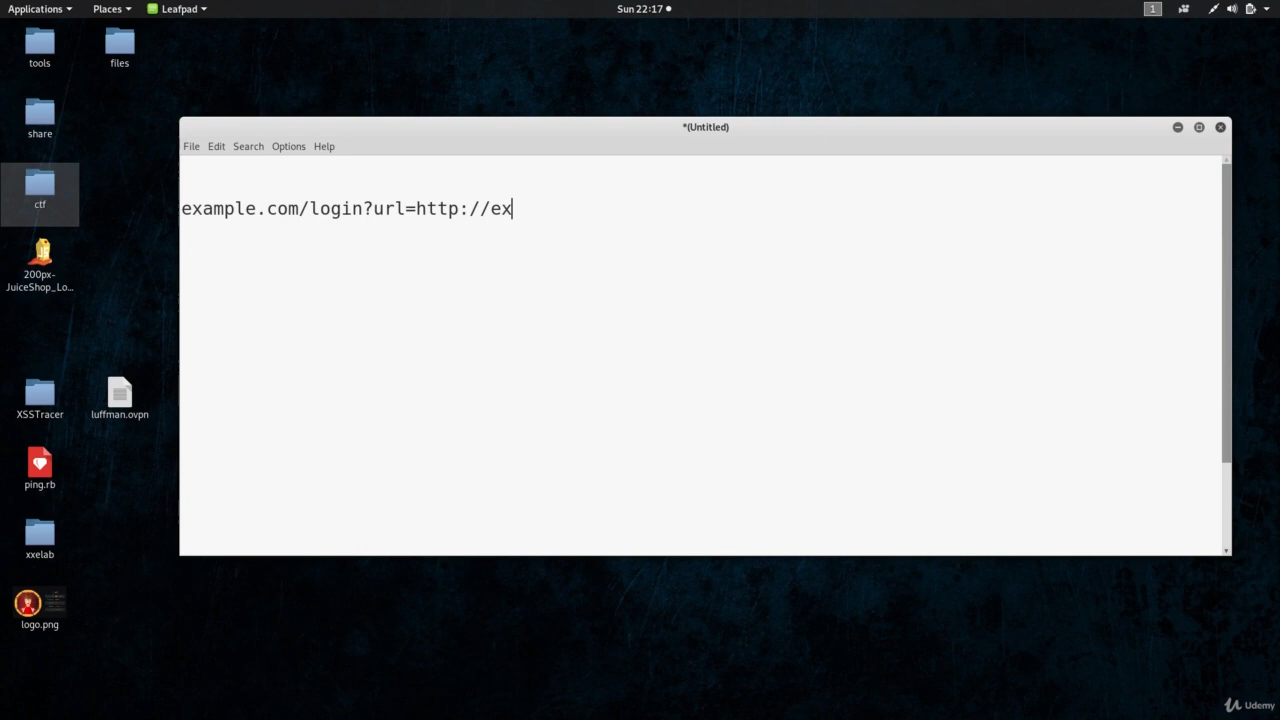 Applications
Places
Leafpad
Sun 22:17
1
tools
files
share
ctf
200px-
JuiceShop_Lo...
XSSTracer
luffman.ovpn
ping.rb
xxelab
logo.png
*(Untitled)
File Edit Search Options Help
example.com/login?url=http://ex
Udemy